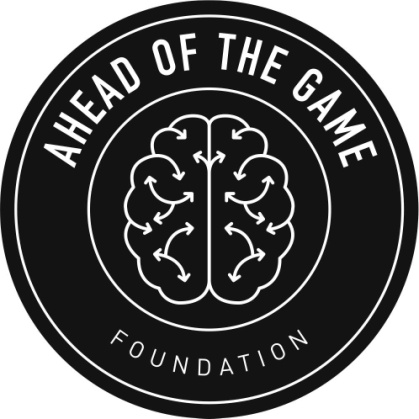 AHEAD OF THE GAME
FOUNDATION